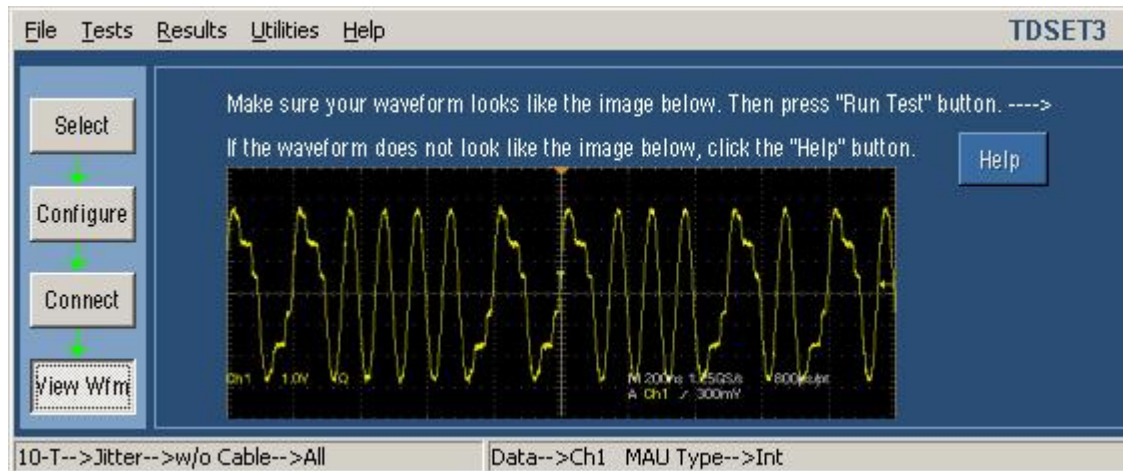 File Tests Results Utilities Help TDSET3
Make sure your waveform looks like the image below. Then press "Run Test" button. ---->
If the waveform does not look like the image below, click the "Help" button.
Help
Select
Configure
Connect
View Wfm
Ch1 1.0V Ω
M 200ns 1.25GS/s 800ps/pt
A Ch1 300mV
10-T-->Jitter-->w/o Cable-->All
Data-->Ch1 MAU Type-->Int